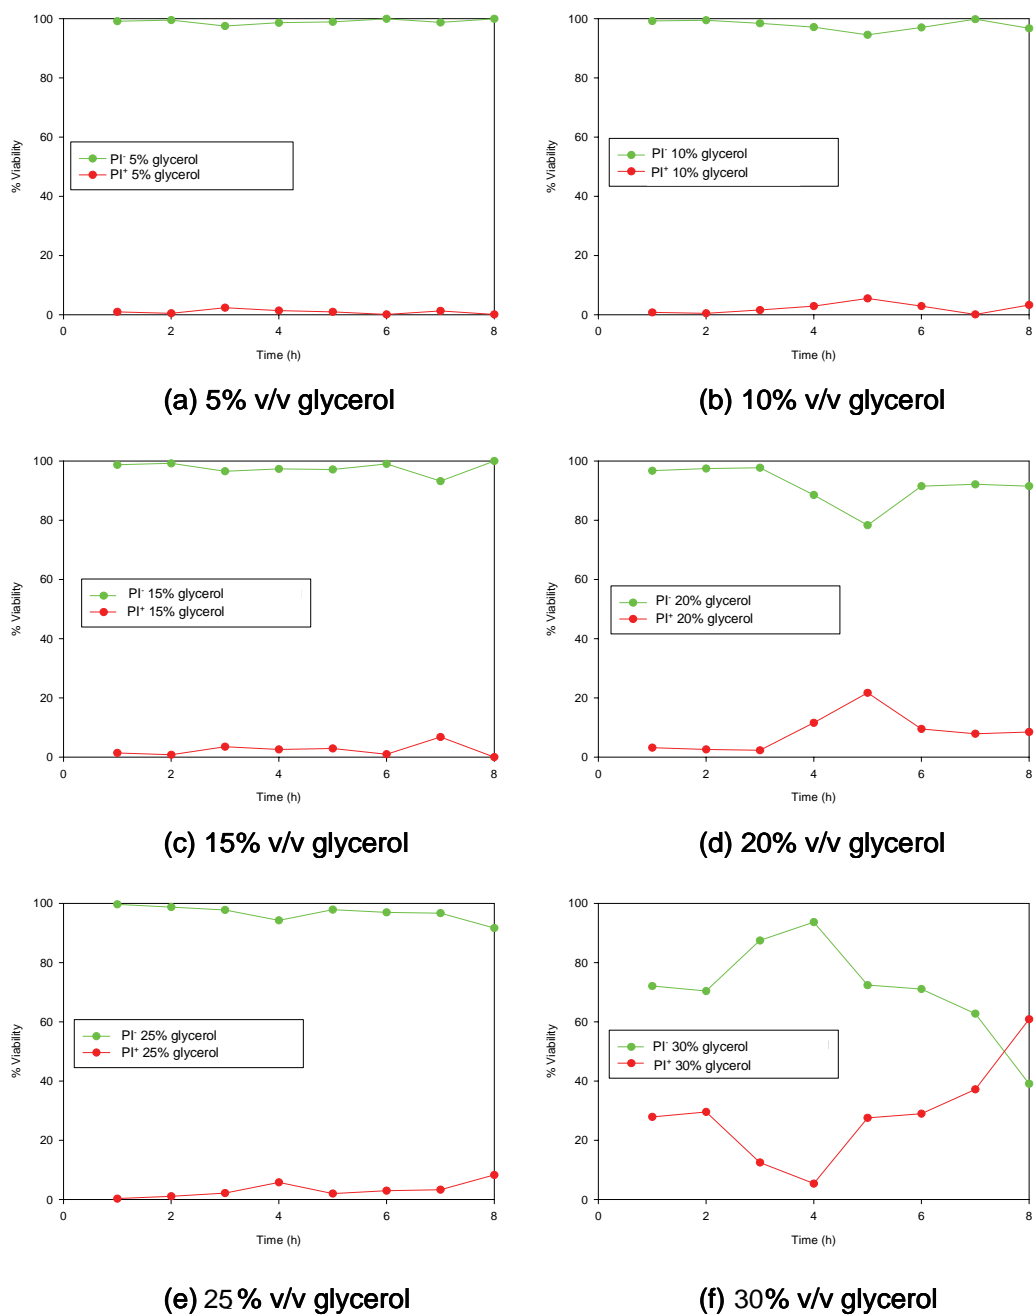 100
80
60
40
20
0
% Viability
PI- 5% glycerol
PI+ 5% glycerol
0 2 4 6 8
Time (h)
(a) 5% v/v glycerol
100
80
60
40
20
0
% Viability
PI- 10% glycerol
PI+ 10% glycerol
0 2 4 6 8
Time (h)
(b) 10% v/v glycerol
100
80
60
40
20
0
% Viability
PI- 15% glycerol
PI+ 15% glycerol
0 2 4 6 8
Time (h)
(c) 15% v/v glycerol
100
80
60
40
20
0
% Viability
PI- 20% glycerol
PI+ 20% glycerol
0 2 4 6 8
Time (h)
(d) 20% v/v glycerol
100
80
60
40
20
0
% Viability
PI- 25% glycerol
PI+ 25% glycerol
0 2 4 6 8
Time (h)
(e) 25% v/v glycerol
100
80
60
40
20
0
% Viability
PI- 30% glycerol
PI+ 30% glycerol
0 2 4 6 8
Time (h)
(f) 30% v/v glycerol